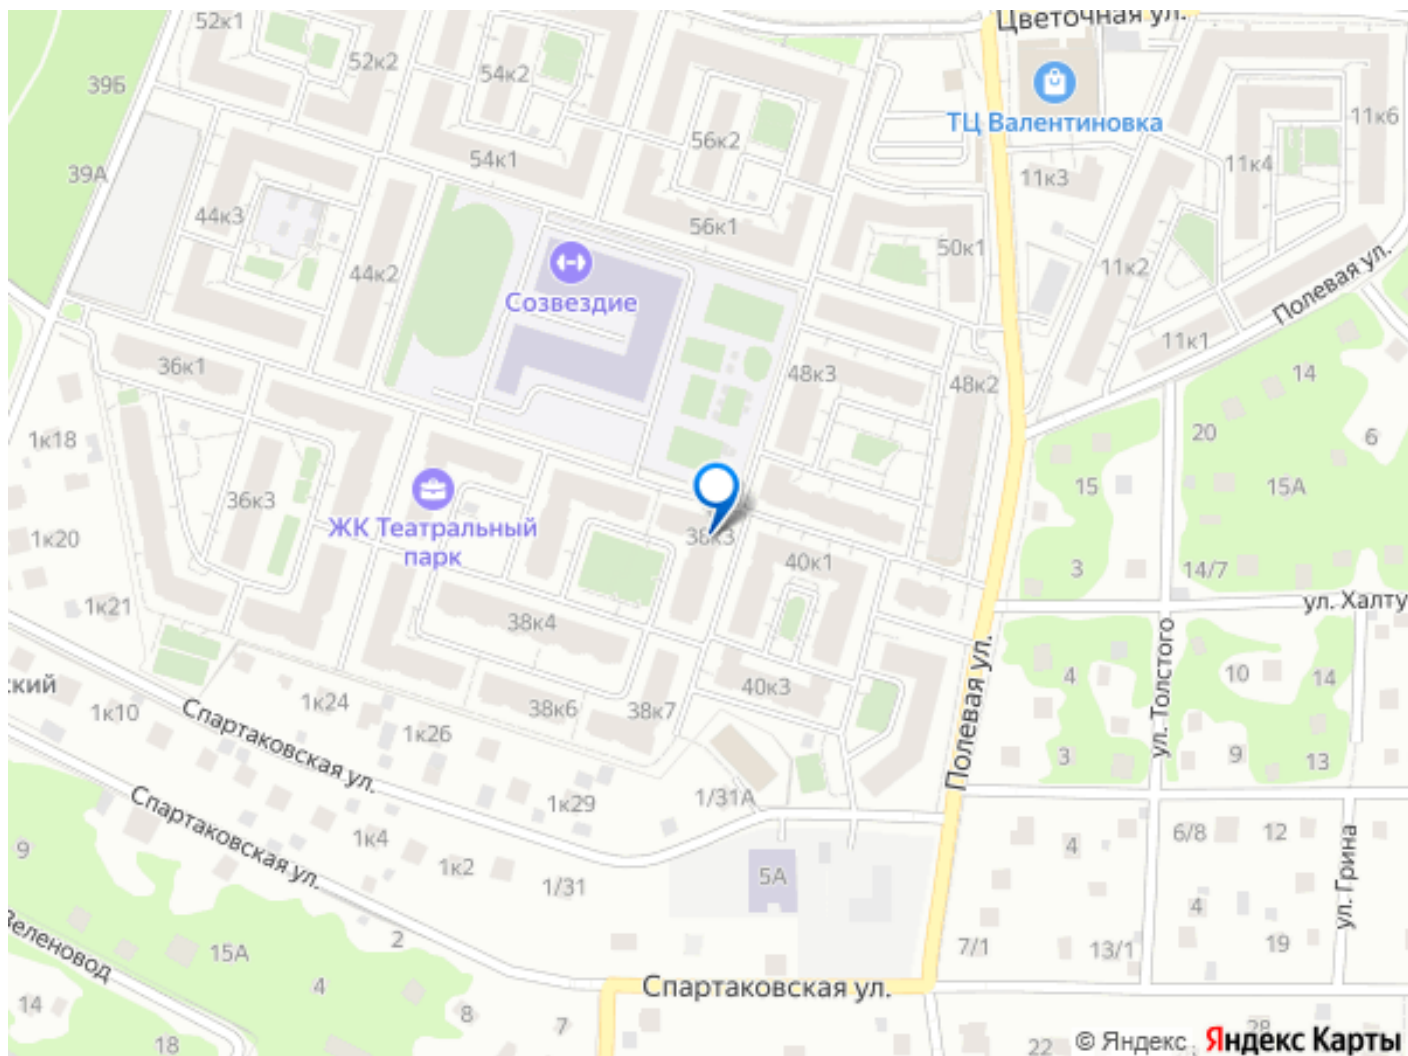 52к1
Цветочная ул.
52к2
54к2
39Б
ТЦ Валентиновка
11к6
56к2
54к1
11к4
39А
11к3
44к3
56к1
50к1
44к2
11к2
Полевая ул.
Созвездие
11к1
36к1
48к3
48к2
14
1к18
20
6
36к3
15
15А
ЖК Театральный
парк
38к3
1к20
40к1
3
14/7
1к21
ул. Халту
38к4
ул. Толстого
ский
4
10
14
40к3
1к24
1к10
38к6
38к7
Полевая ул.
Спартаковская ул.
1к26
3
9
13
1/31А
1к29
Спартаковская ул.
1к4
6/8
12
4
9
1к2
1/31
5А
ул. Грина
4
Зеленовод
2
15А
7/1
13/1
19
4
Спартаковская ул.
14
8
7
28
18
22
© Яндекс
Яндекс Карты